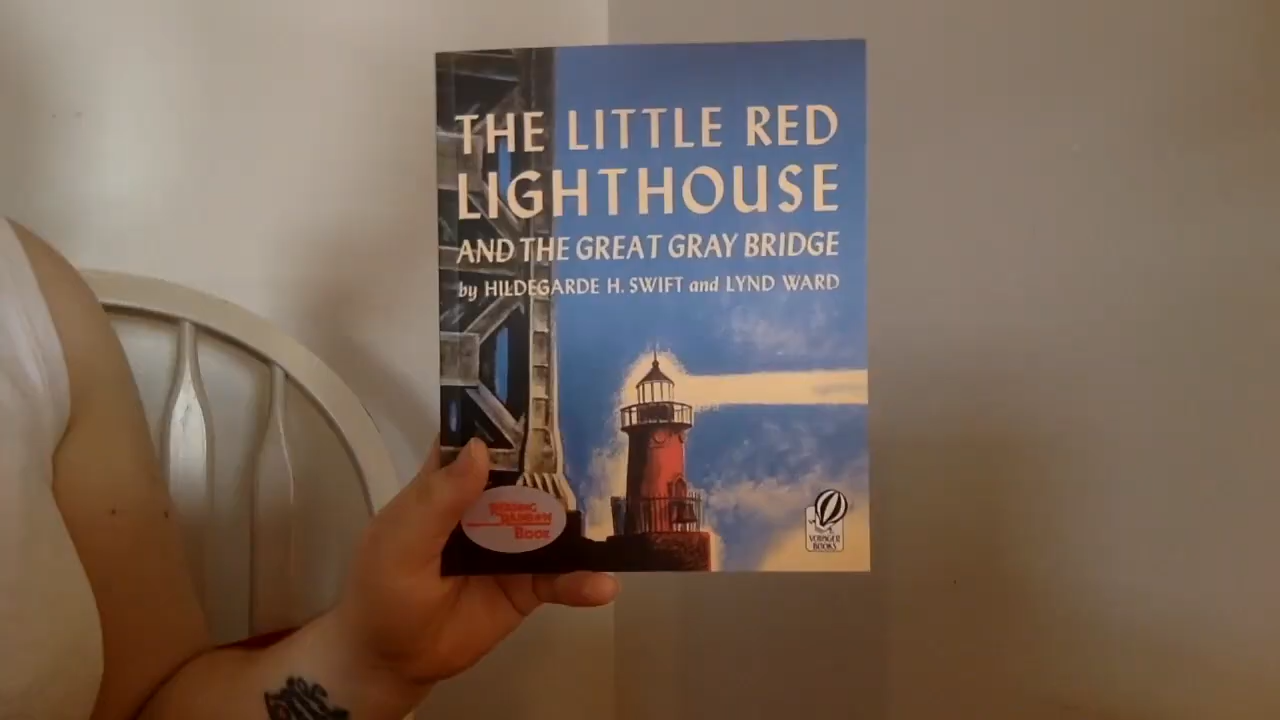 THE LITTLE RED
LIGHTHOUSE
AND THE GREAT GRAY BRIDGE
by HILDEGARDE H. SWIFT and LYND WARD
READING
RAINBOW
BOOK
VOYAGER
BOOKS